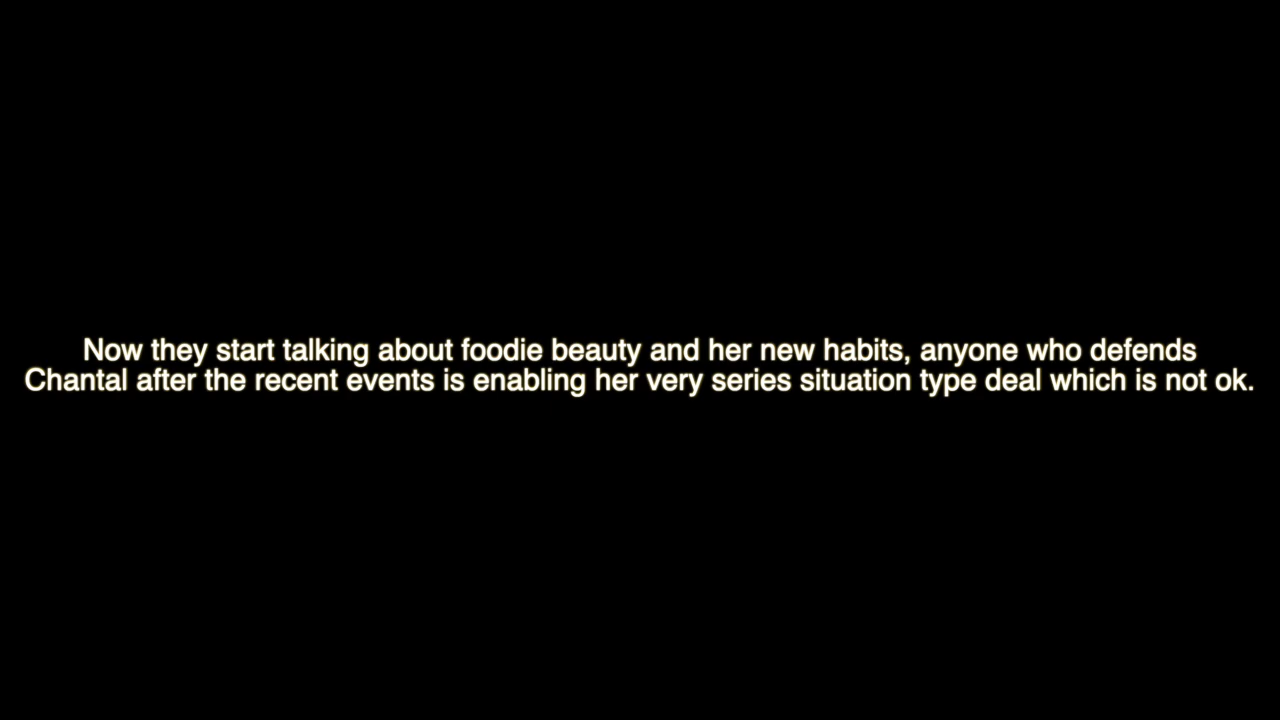 Now they start talking about foodie beauty and her new habits, anyone who defends
Chantal after the recent events is enabling her very series situation type deal which is not ok.